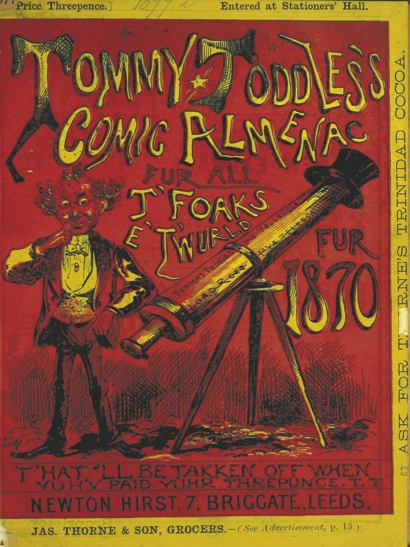 Price Threepence.]
Entered at Stationers' Hall.
TOMMY TODDLES'S
COMIC ALMENAC
FUR ALL
T'FOAKS
E'T'WURLD
FUR
1870
T'HAT 'LL BE TAKKEN OFF WHEN
YUH'V PAID YUHR THREPUNCE. T.T
NEWTON HIRST, 7, BRIGGATE, LEEDS.
JAS. THORNE & SON, GROCERS.—(See Advertisement, p. 15.)
ASK FOR TRINIDAD COCOA.